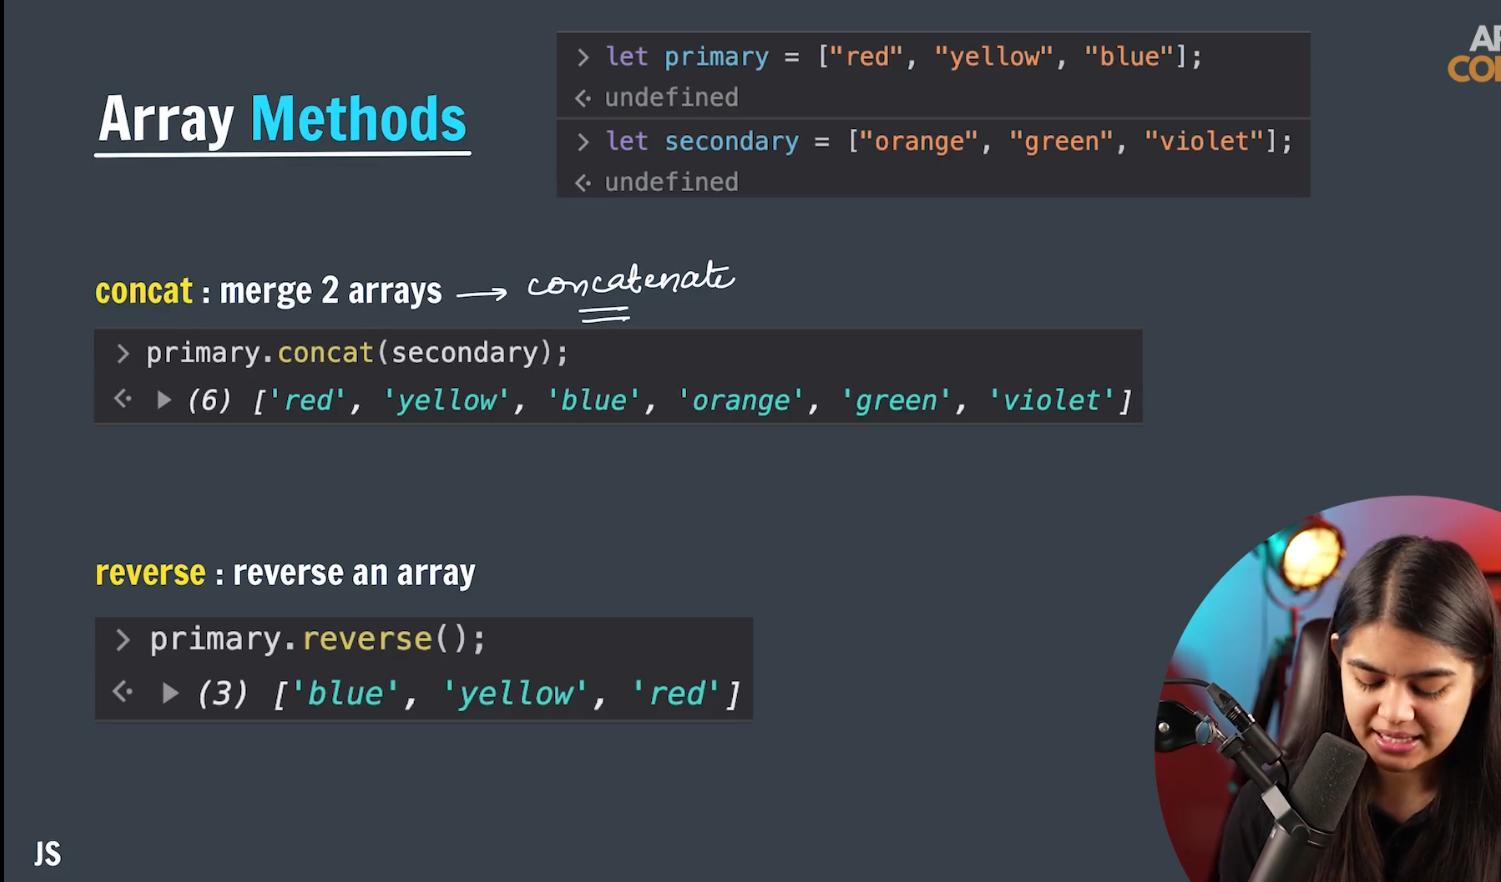 Array Methods
> let primary = ["red", "yellow", "blue"];
undefined
> let secondary = ["orange", "green", "violet"];
undefined
concat : merge 2 arrays → concatenate
> primary.concat(secondary);
(6) ['red', 'yellow', 'blue', 'orange', 'green', 'violet']
reverse : reverse an array
> primary.reverse();
(3) ['blue', 'yellow', 'red']
JS